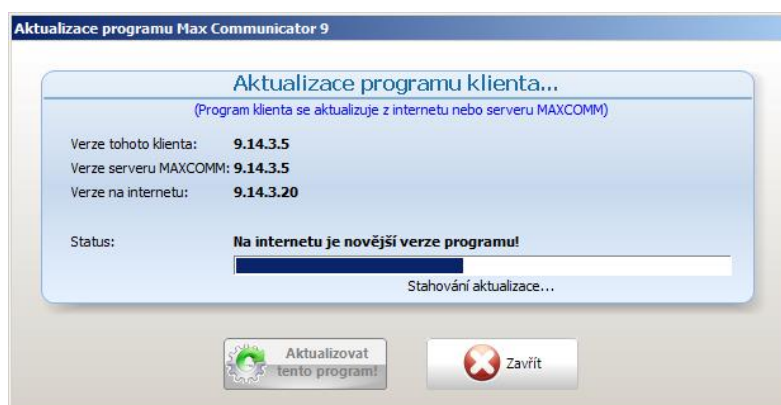 Aktualizace programu Max Communicator 9
Aktualizace programu klienta...
(Program klienta se aktualizuje z internetu nebo serveru MAXCOMM)
Verze tohoto klienta: 9.14.3.5
Verze serveru MAXCOMM: 9.14.3.5
Verze na internetu: 9.14.3.20
Status: Na internetu je novější verze programu!
Stahování aktualizace...
Aktualizovat
tento program!
Zavřít